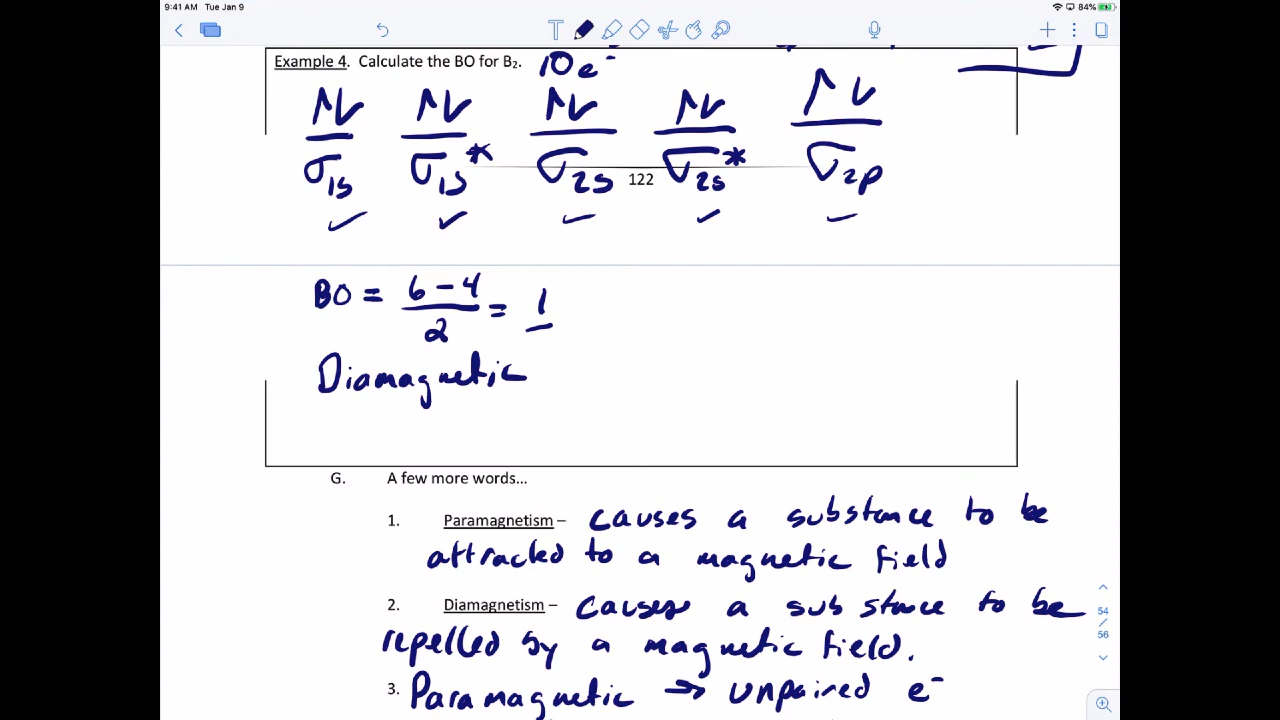 9:41 AM Tue Jan 9
84%
Example 4. Calculate the BO for B₂. 10e⁻
σ1s σ1s* σ2s σ2s* σ2p
122
BO = 6 - 4 / 2 = 1
Diamagnetic
G. A few more words...
1. Paramagnetism – causes a substance to be
attracted to a magnetic field
2. Diamagnetism – causes a substance to be
repelled by a magnetic field.
3. Paramagnetic → unpaired e⁻
54
/
56